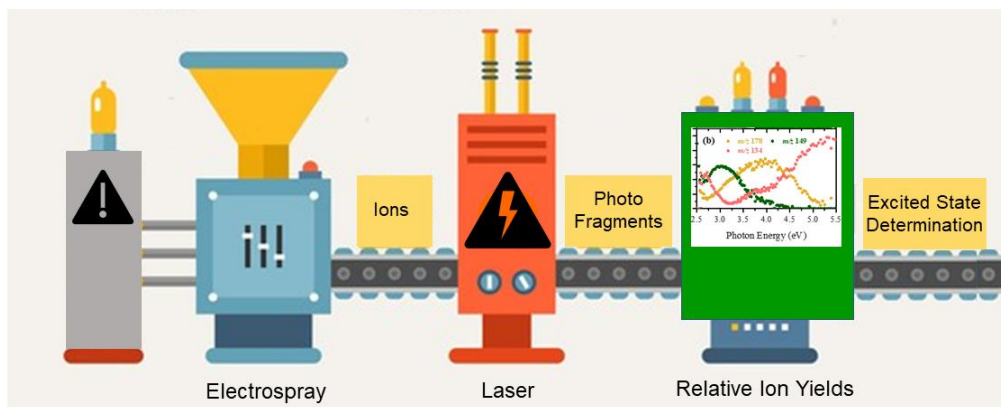 Ions
Photo
Fragments
Excited State
Determination
(b)
m/z 178
m/z 149
m/z 134
2.5 3.0 3.5 4.0 4.5 5.0 5.5
Photon Energy (eV)
Electrospray
Laser
Relative Ion Yields